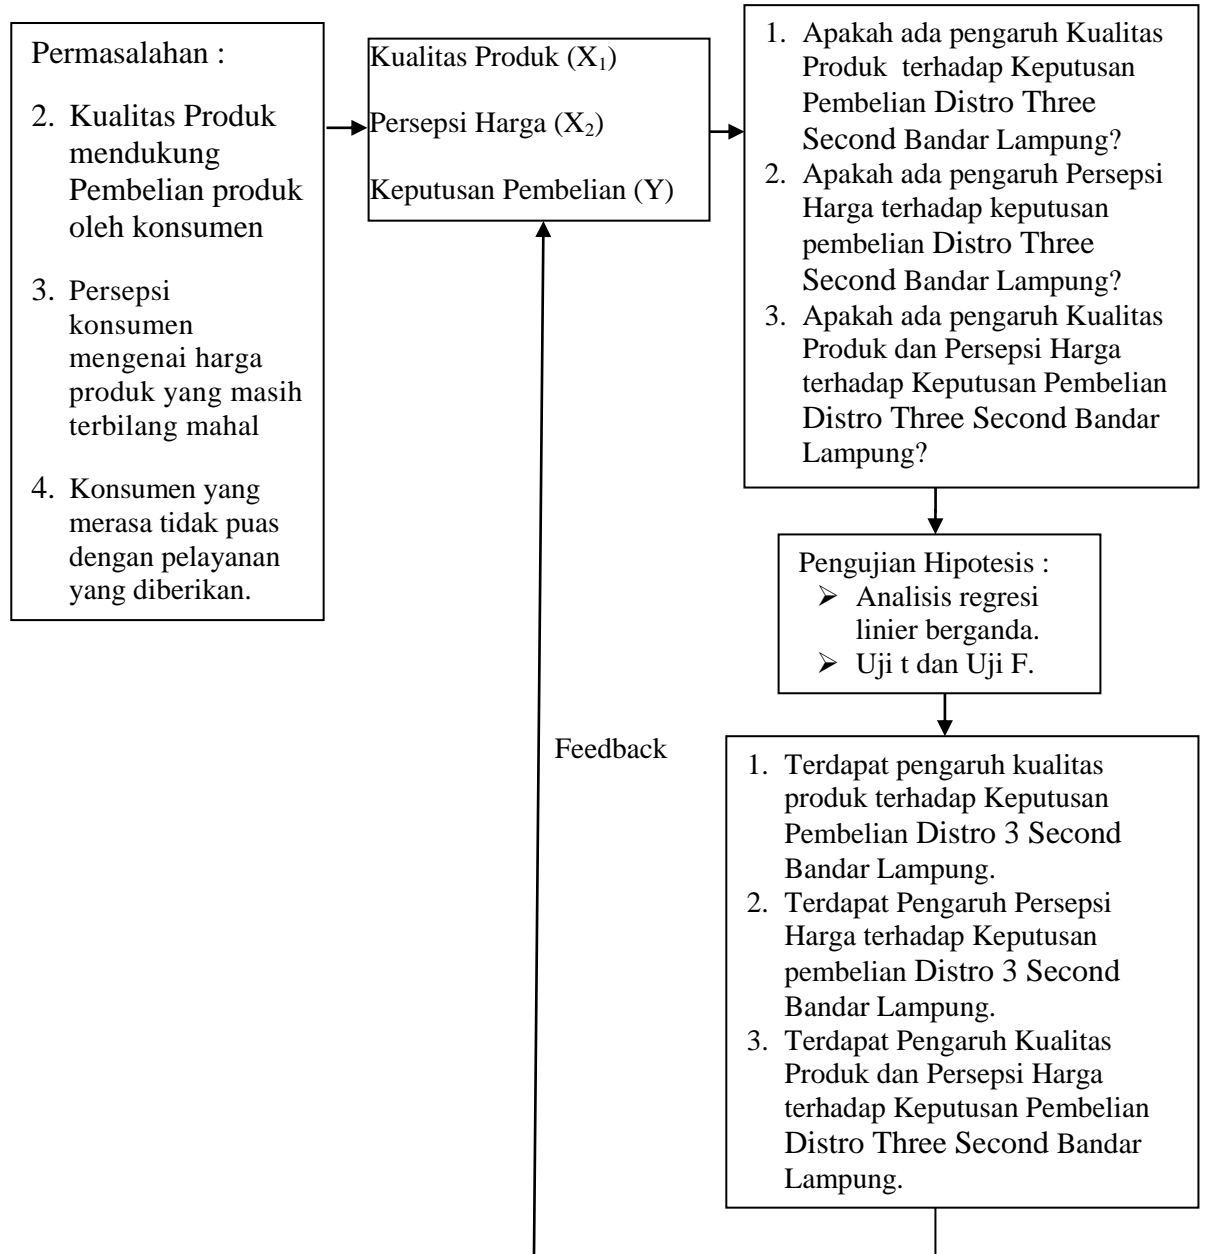 Permasalahan :
2. Kualitas Produk
mendukung
Pembelian produk
oleh konsumen
3. Persepsi
konsumen
mengenai harga
produk yang masih
terbilang mahal
4. Konsumen yang
merasa tidak puas
dengan pelayanan
yang diberikan.
Kualitas Produk (X₁)
Persepsi Harga (X₂)
Keputusan Pembelian (Y)
1. Apakah ada pengaruh Kualitas
Produk terhadap Keputusan
Pembelian Distro Three
Second Bandar Lampung?
2. Apakah ada pengaruh Persepsi
Harga terhadap keputusan
pembelian Distro Three
Second Bandar Lampung?
3. Apakah ada pengaruh Kualitas
Produk dan Persepsi Harga
terhadap Keputusan Pembelian
Distro Three Second Bandar
Lampung?
Pengujian Hipotesis :
➢ Analisis regresi
linier berganda.
➢ Uji t dan Uji F.
Feedback
1. Terdapat pengaruh kualitas
produk terhadap Keputusan
Pembelian Distro 3 Second
Bandar Lampung.
2. Terdapat Pengaruh Persepsi
Harga terhadap Keputusan
pembelian Distro 3 Second
Bandar Lampung.
3. Terdapat Pengaruh Kualitas
Produk dan Persepsi Harga
terhadap Keputusan Pembelian
Distro Three Second Bandar
Lampung.